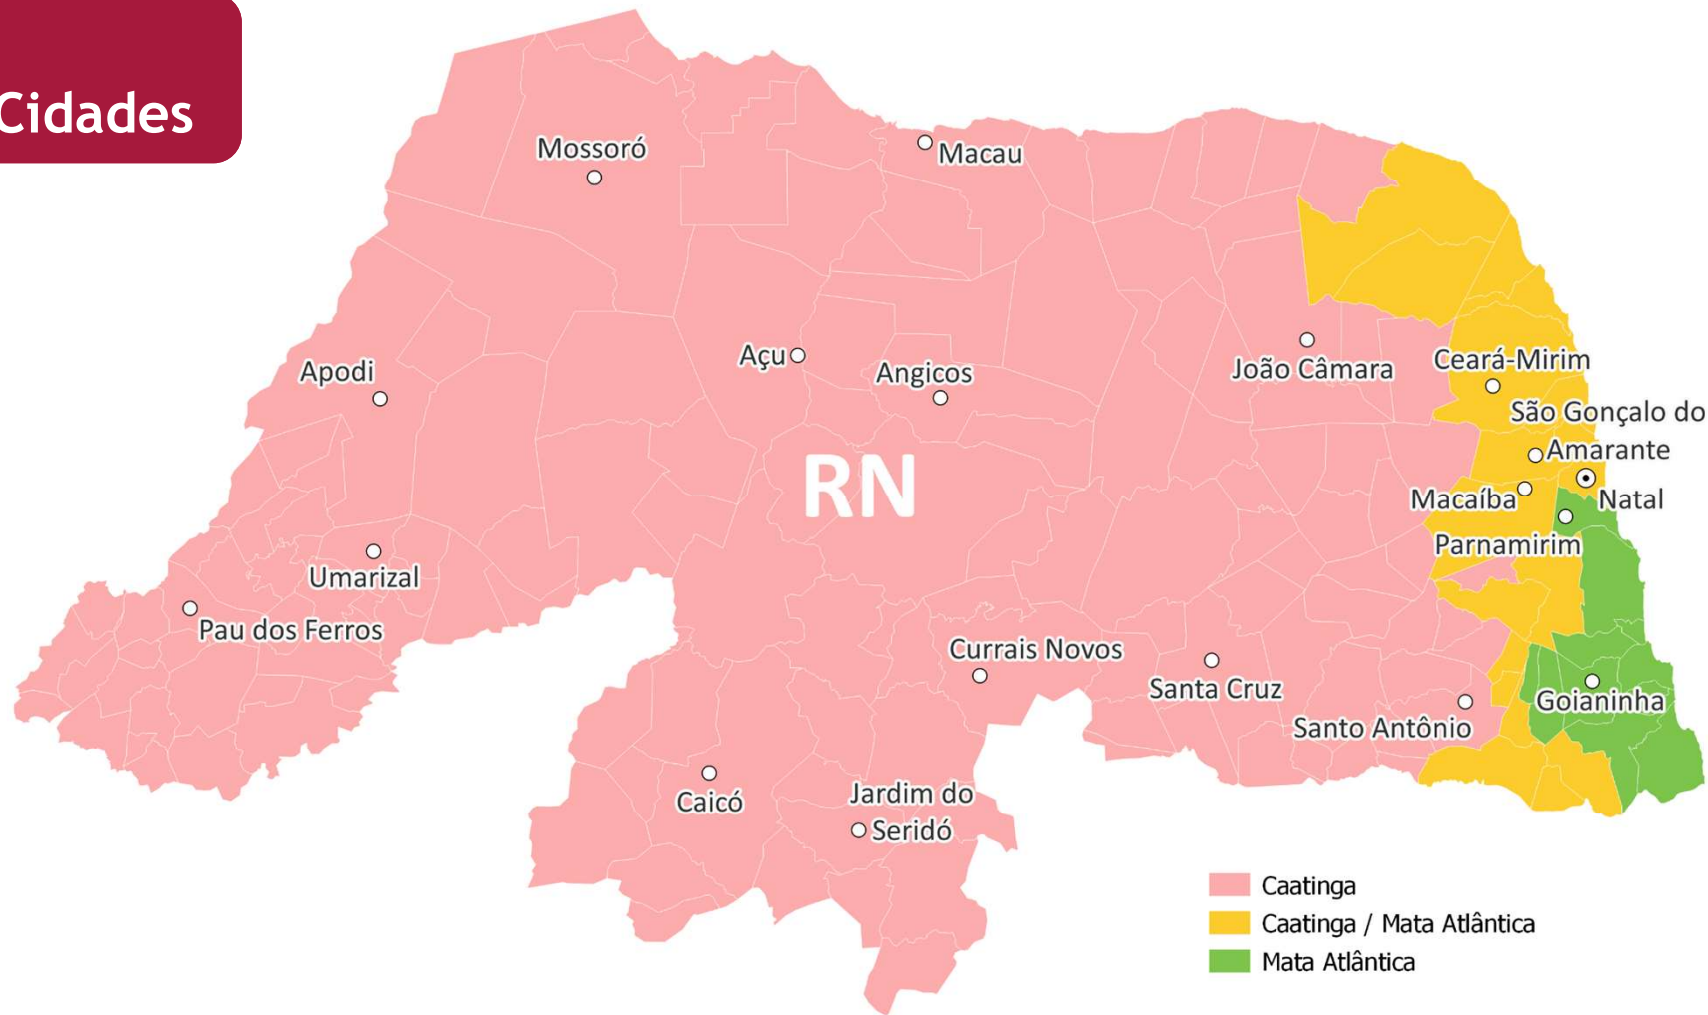 Cidades
Mossoró
Macau
Açu
Angicos
Apodi
João Câmara
Ceará-Mirim
São Gonçalo do
Amarante
Macaíba
Natal
Parnamirim
RN
Umarizal
Pau dos Ferros
Currais Novos
Santa Cruz
Goianinha
Santo Antônio
Caicó
Jardim do
Seridó
Caatinga
Caatinga / Mata Atlântica
Mata Atlântica